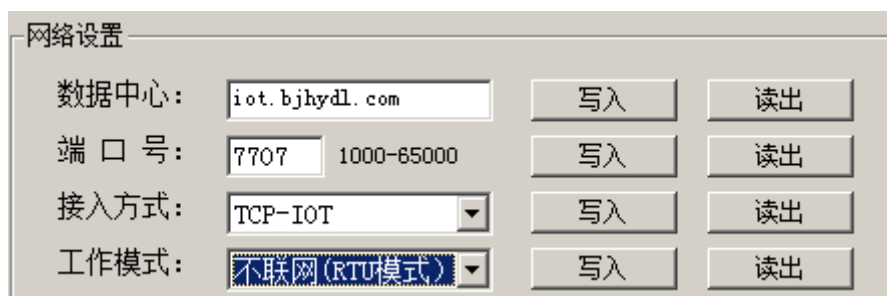 网络设置
数据中心： iot.bjhydl.com 写入 读出
端 口 号： 7707 1000-65000 写入 读出
接入方式： TCP-IOT 写入 读出
工作模式： 不联网(RTU模式) 写入 读出